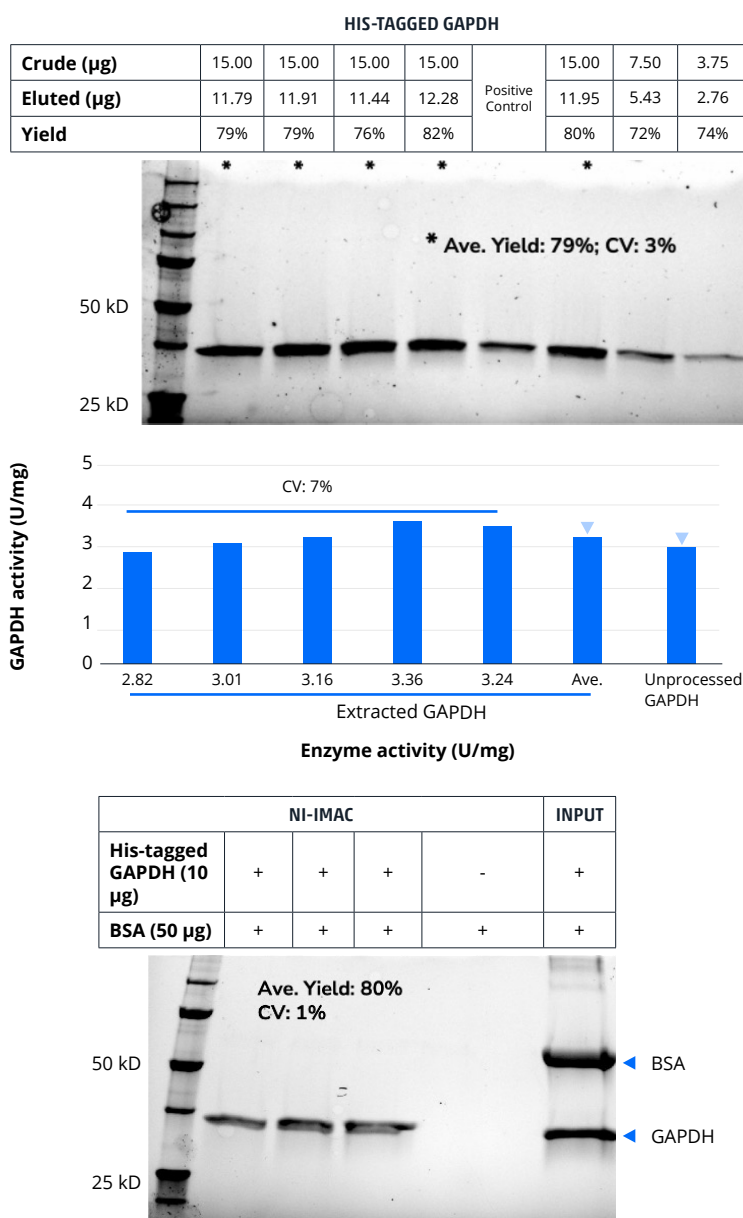 HIS-TAGGED GAPDH
Crude (µg) 15.00 15.00 15.00 15.00 Positive Control 15.00 7.50 3.75
Eluted (µg) 11.79 11.91 11.44 12.28 11.95 5.43 2.76
Yield 79% 79% 76% 82% 80% 72% 74%
* * * * *
* Ave. Yield: 79%; CV: 3%
50 kD
25 kD
GAPDH activity (U/mg)
5
CV: 7%
4
3
2
1
0
2.82 3.01 3.16 3.36 3.24 Ave. Unprocessed
GAPDH
Extracted GAPDH
Enzyme activity (U/mg)
NI-IMAC INPUT
His-tagged
GAPDH (10
µg) + + + - +
BSA (50 µg) + + + + +
Ave. Yield: 80%
CV: 1%
50 kD
BSA
GAPDH
25 kD